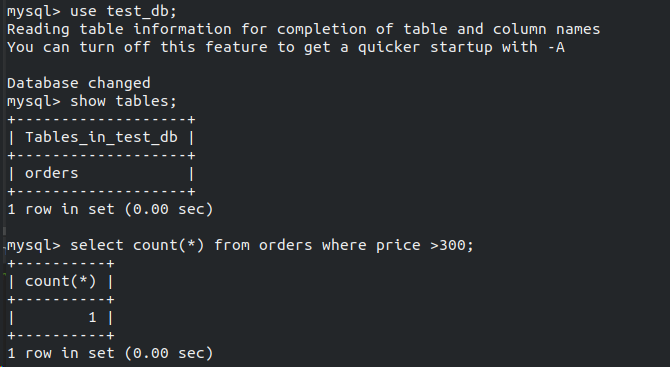 mysql> use test_db;
Reading table information for completion of table and column names
You can turn off this feature to get a quicker startup with -A

Database changed
mysql> show tables;
+-------------------+
| Tables_in_test_db |
+-------------------+
| orders            |
+-------------------+
1 row in set (0.00 sec)

mysql> select count(*) from orders where price >300;
+----------+
| count(*) |
+----------+
|        1 |
+----------+
1 row in set (0.00 sec)